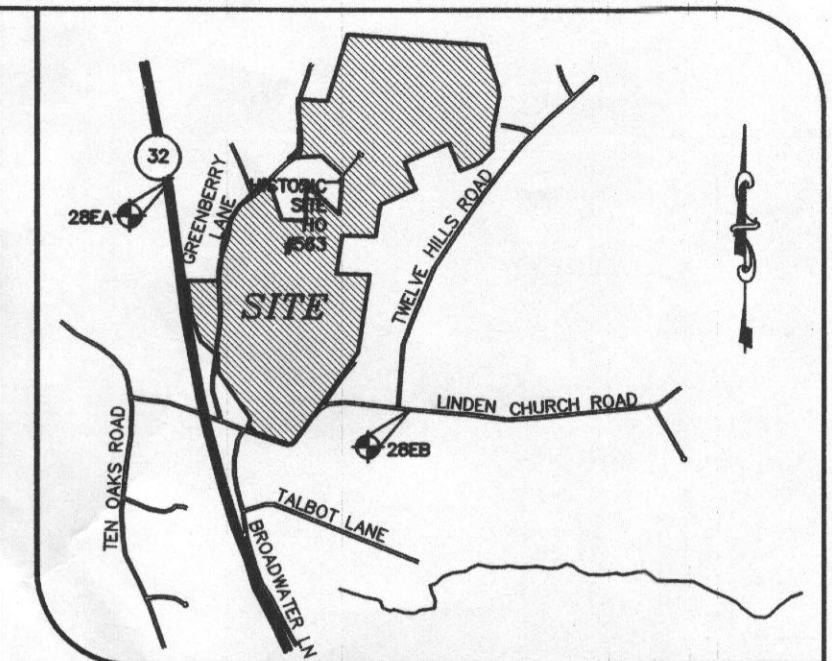 32
28EA
GREENBERRY
LANE
HISTORIC
SITE
HO
#563
SITE
TWELVE HILLS ROAD
LINDEN CHURCH ROAD
28EB
TEN OAKS ROAD
TALBOT LANE
BROADWATER LN